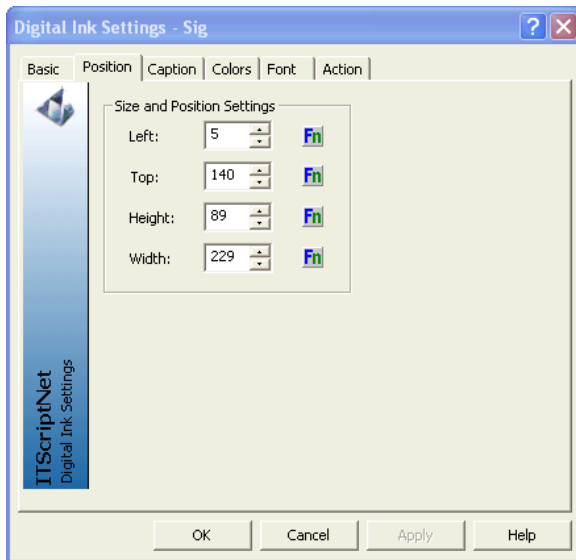 Digital Ink Settings - Sig
Basic Position Caption Colors Font Action
Size and Position Settings
Left: 5 Fn
Top: 140 Fn
Height: 89 Fn
Width: 229 Fn
ITScriptNet
Digital Ink Settings
OK Cancel Apply Help